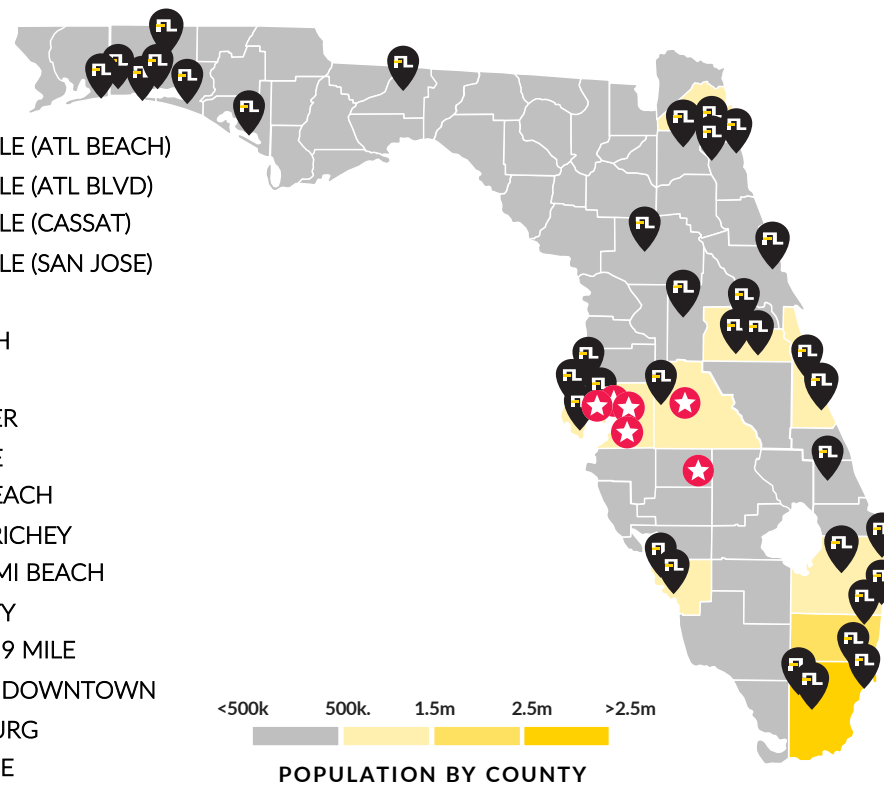 LE (ATL BEACH)
LE (ATL BLVD)
LE (CASSAT)
LE (SAN JOSE)
H
ER
E
EACH
RICHEY
MI BEACH
Y
9 MILE
DOWNTOWN
URG
E
<500k 500k. 1.5m 2.5m >2.5m
POPULATION BY COUNTY